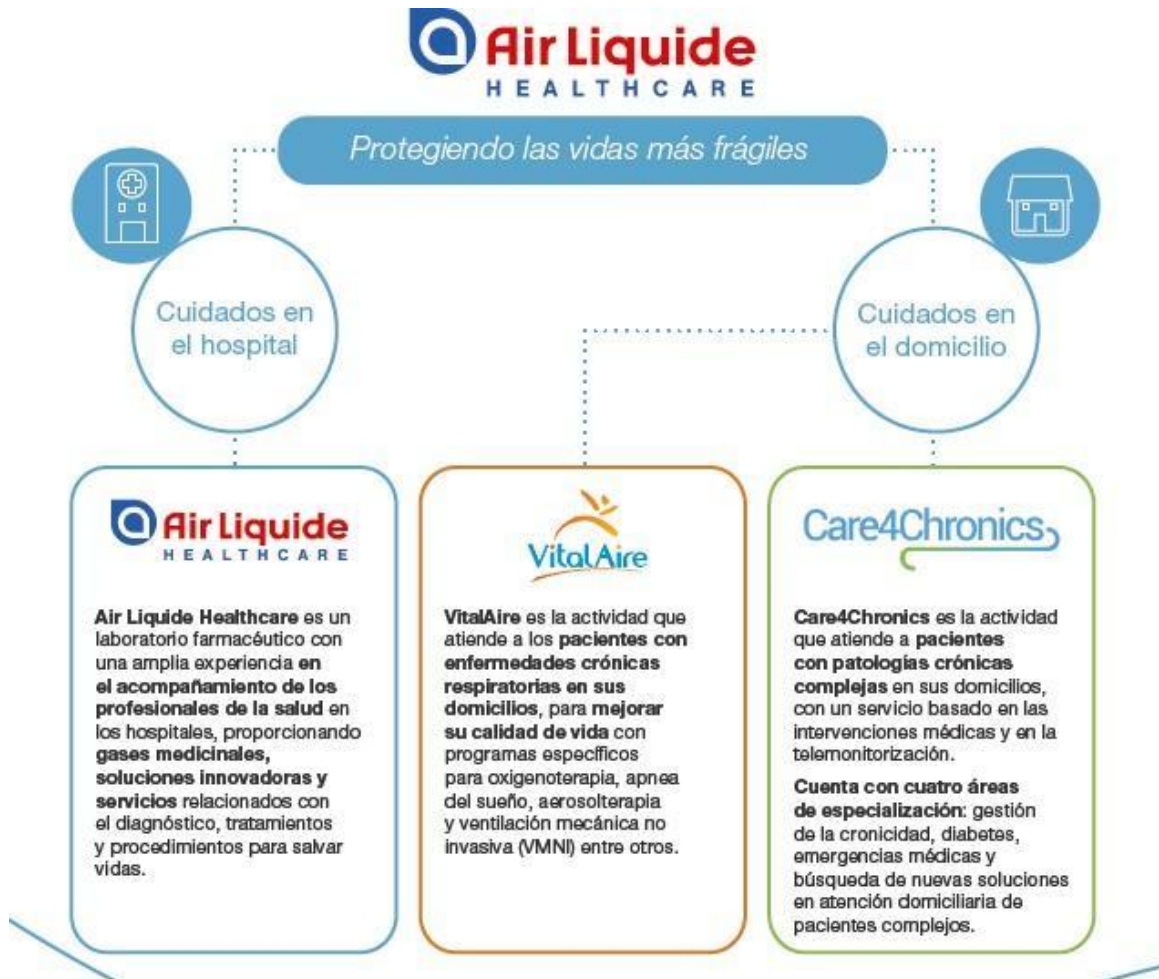 Air Liquide
HEALTHCARE
Protegiendo las vidas más frágiles
Cuidados en
el hospital
Cuidados en
el domicilio
Air Liquide
HEALTHCARE
Air Liquide Healthcare es un
laboratorio farmacéutico con
una amplia experiencia en
el acompañamiento de los
profesionales de la salud en
los hospitales, proporcionando
gases medicinales,
soluciones innovadoras y
servicios relacionados con
el diagnóstico, tratamientos
y procedimientos para salvar
vidas.
VitalAire
VitalAire es la actividad que
atiende a los pacientes con
enfermedades crónicas
respiratorias en sus
domicilios, para mejorar
su calidad de vida con
programas específicos
para oxigenoterapia, apnea
del sueño, aerosolterapia
y ventilación mecánica no
invasiva (VMNI) entre otros.
Care4Chronics
Care4Chronics es la actividad
que atiende a pacientes
con patologías crónicas
complejas en sus domicilios,
con un servicio basado en las
intervenciones médicas y en la
telemonitorización.
Cuenta con cuatro áreas
de especialización: gestión
de la cronicidad, diabetes,
emergencias médicas y
búsqueda de nuevas soluciones
en atención domiciliaria de
pacientes complejos.